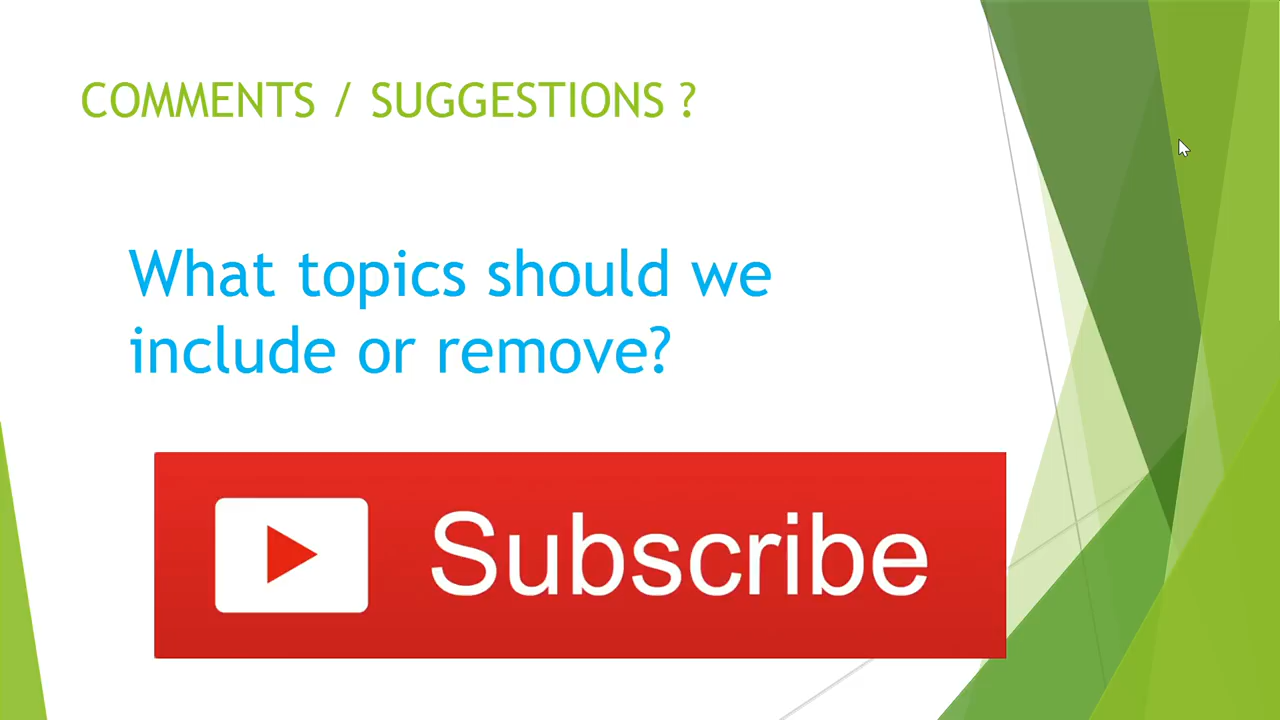 COMMENTS / SUGGESTIONS ?
What topics should we
include or remove?
Subscribe